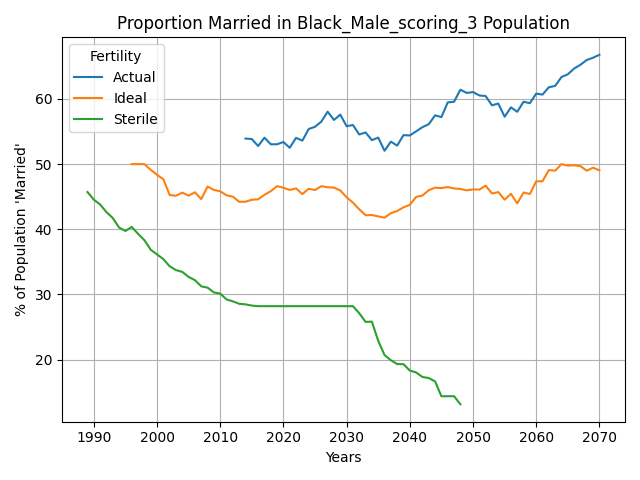 Proportion Married in Black_Male_scoring_3 Population
Fertility
Actual
Ideal
Sterile
% of Population 'Married'
60
50
40
30
20
1990 2000 2010 2020 2030 2040 2050 2060 2070
Years